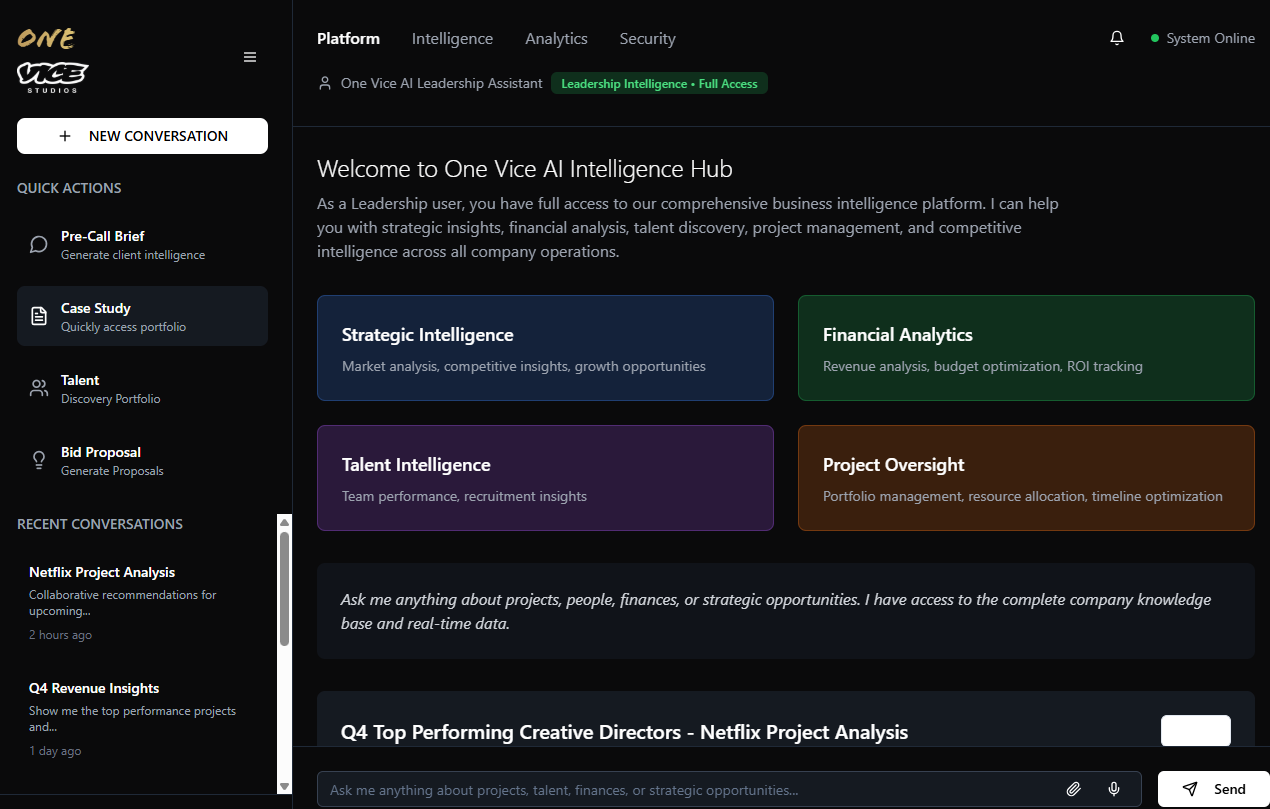 ONE
VICE
STUDIOS
NEW CONVERSATION
QUICK ACTIONS
Pre-Call Brief
Generate client intelligence
Case Study
Quickly access portfolio
Talent
Discovery Portfolio
Bid Proposal
Generate Proposals
RECENT CONVERSATIONS
Netflix Project Analysis
Collaborative recommendations for
upcoming...
2 hours ago
Q4 Revenue Insights
Show me the top performance projects
and...
1 day ago
Platform
Intelligence
Analytics
Security
System Online
One Vice AI Leadership Assistant
Leadership Intelligence • Full Access
Welcome to One Vice AI Intelligence Hub
As a Leadership user, you have full access to our comprehensive business intelligence platform. I can help
you with strategic insights, financial analysis, talent discovery, project management, and competitive
intelligence across all company operations.
Strategic Intelligence
Market analysis, competitive insights, growth opportunities
Financial Analytics
Revenue analysis, budget optimization, ROI tracking
Talent Intelligence
Team performance, recruitment insights
Project Oversight
Portfolio management, resource allocation, timeline optimization
Ask me anything about projects, people, finances, or strategic opportunities. I have access to the complete company knowledge
base and real-time data.
Q4 Top Performing Creative Directors - Netflix Project Analysis
Ask me anything about projects, talent, finances, or strategic opportunities...
Send